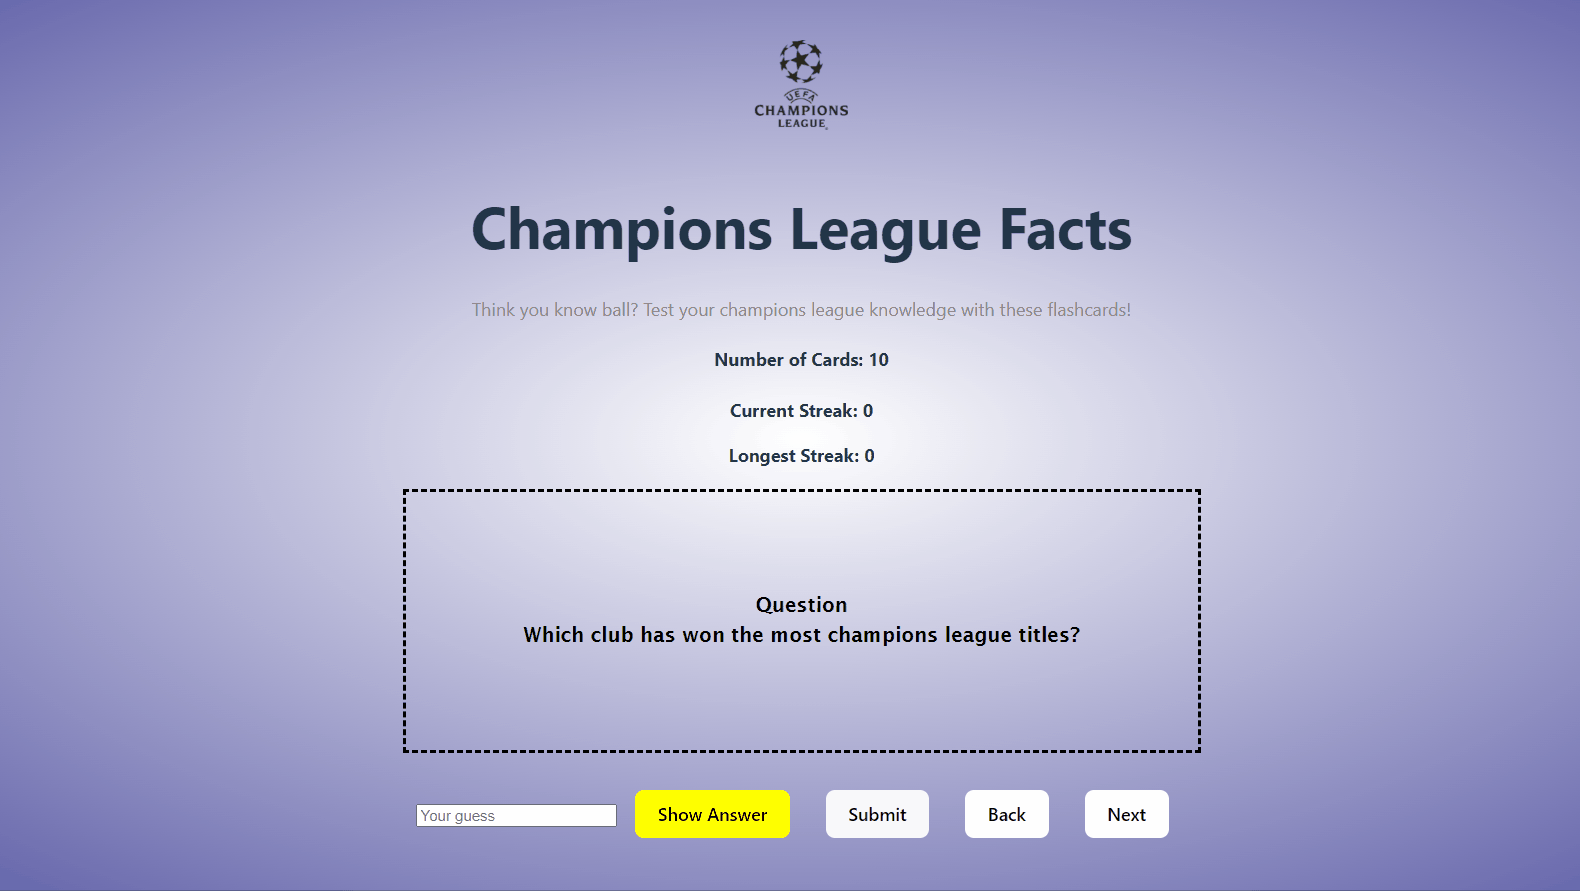 UEFA
CHAMPIONS
LEAGUE
Champions League Facts
Think you know ball? Test your champions league knowledge with these flashcards!
Number of Cards: 10
Current Streak: 0
Longest Streak: 0
Question
Which club has won the most champions league titles?
Your guess
Show Answer
Submit
Back
Next